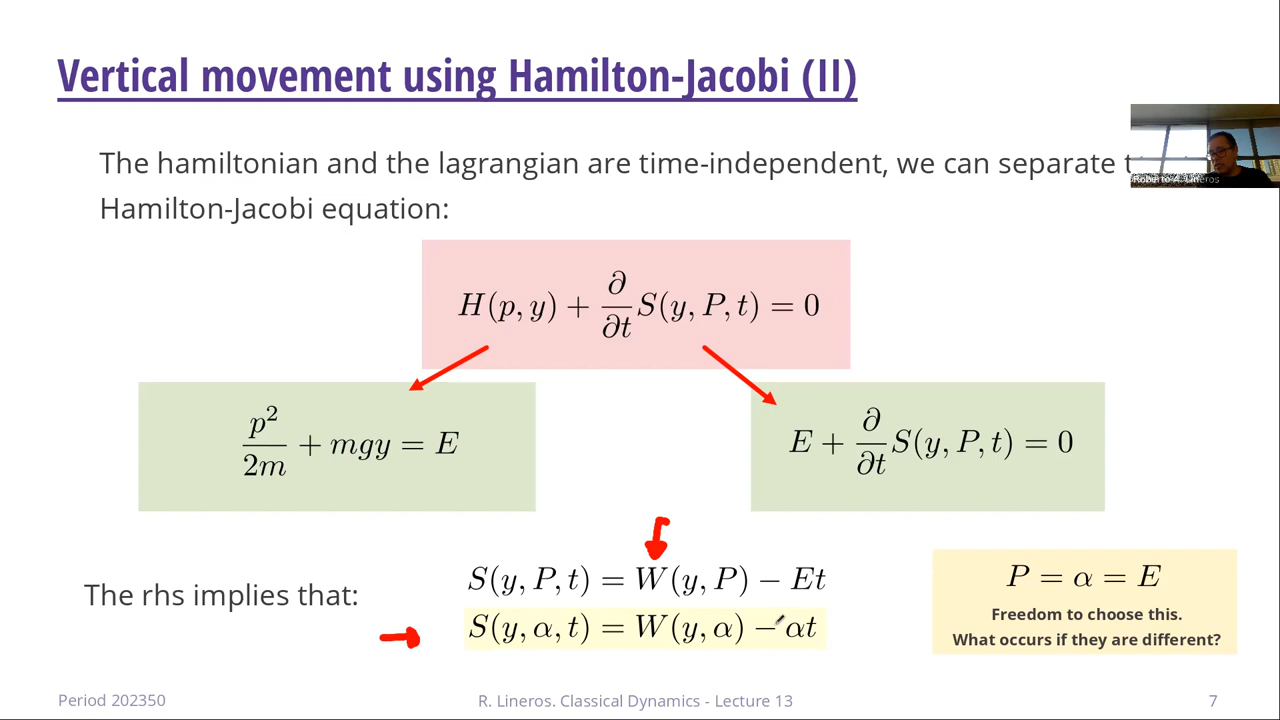 Vertical movement using Hamilton-Jacobi (II)
The hamiltonian and the lagrangian are time-independent, we can separate t
Roberto A. Lineros
Hamilton-Jacobi equation:
H(p, y) + ∂/∂t S(y, P, t) = 0
p²/2m + mgy = E
E + ∂/∂t S(y, P, t) = 0
The rhs implies that:
S(y, P, t) = W(y, P) − Et
S(y, α, t) = W(y, α) − αt
P = α = E
Freedom to choose this.
What occurs if they are different?
Period 202350
R. Lineros. Classical Dynamics - Lecture 13
7